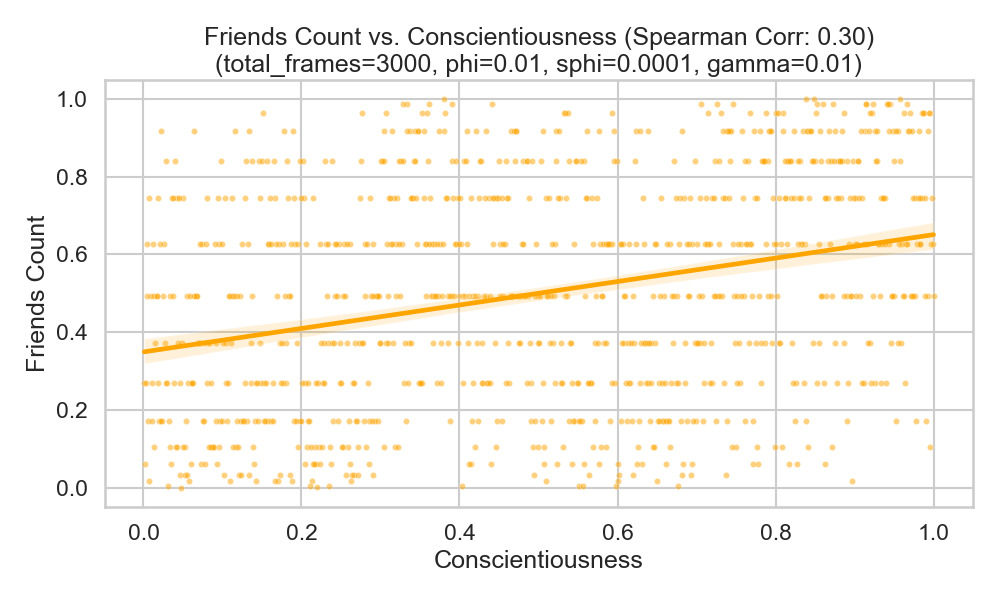 Friends Count vs. Conscientiousness (Spearman Corr: 0.30)
(total_frames=3000, phi=0.01, sphi=0.0001, gamma=0.01)
1.0
0.8
0.6
0.4
0.2
0.0
Friends Count
0.0 0.2 0.4 0.6 0.8 1.0
Conscientiousness